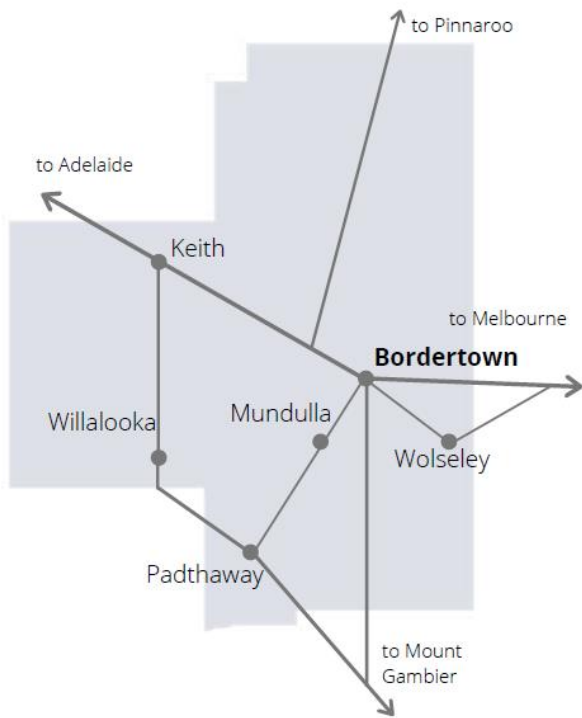 to Pinnaroo
to Adelaide
Keith
to Melbourne
Bordertown
Mundulla
Willalooka
Wolseley
Padthaway
to Mount
Gambier